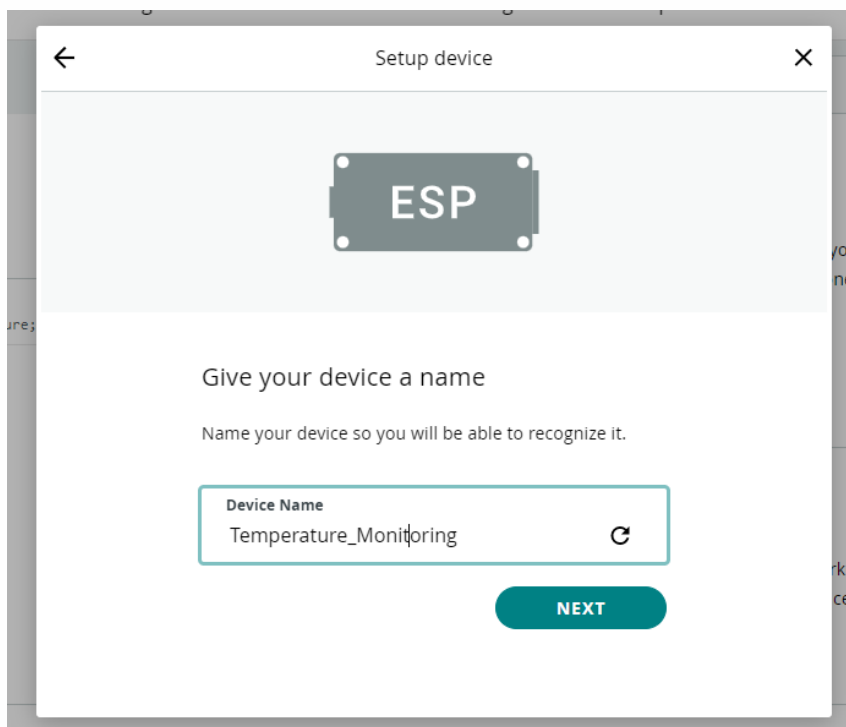 Setup device
ESP
ure;
Give your device a name
Name your device so you will be able to recognize it.
Device Name
Temperature_Monitoring
NEXT